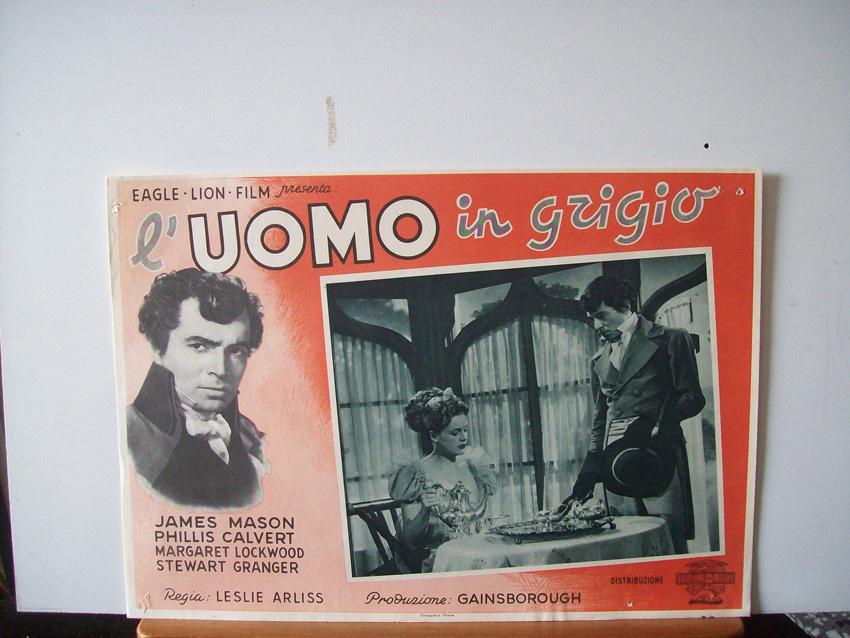 EAGLE · LION · FILM presenta:
l'UOMO in grigio
JAMES MASON
PHILLIS CALVERT
MARGARET LOCKWOOD
STEWART GRANGER
DISTRIBUZIONE
Regia: LESLIE ARLISS Produzione: GAINSBOROUGH